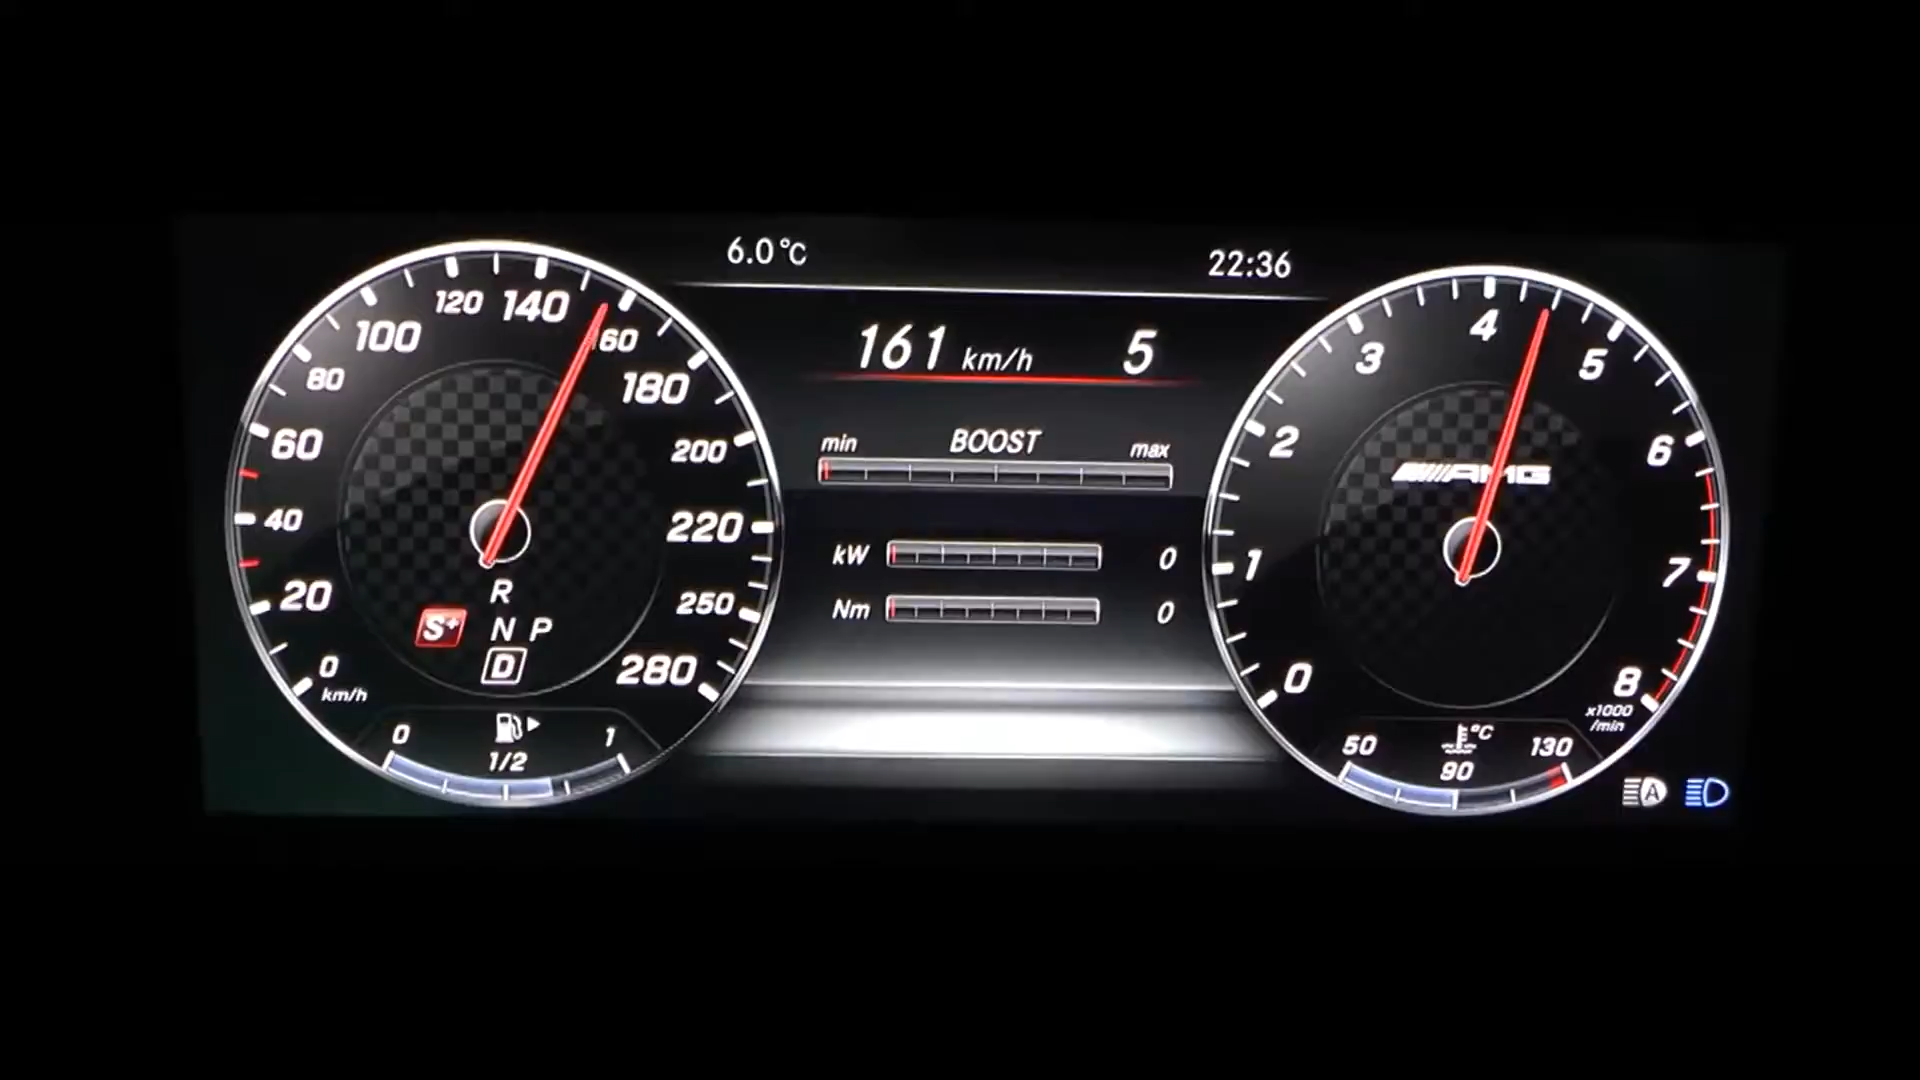 6.0°C
22:36
161 km/h 5
min BOOST max
kW 0
Nm 0
0
km/h
20
40
60
80
100
120
140
60
180
200
220
250
280
R
S+ N P
D
0 1
1/2
0
1
2
3
4
5
6
7
8
x1000
/min
AMG
°C
50 130
90
A